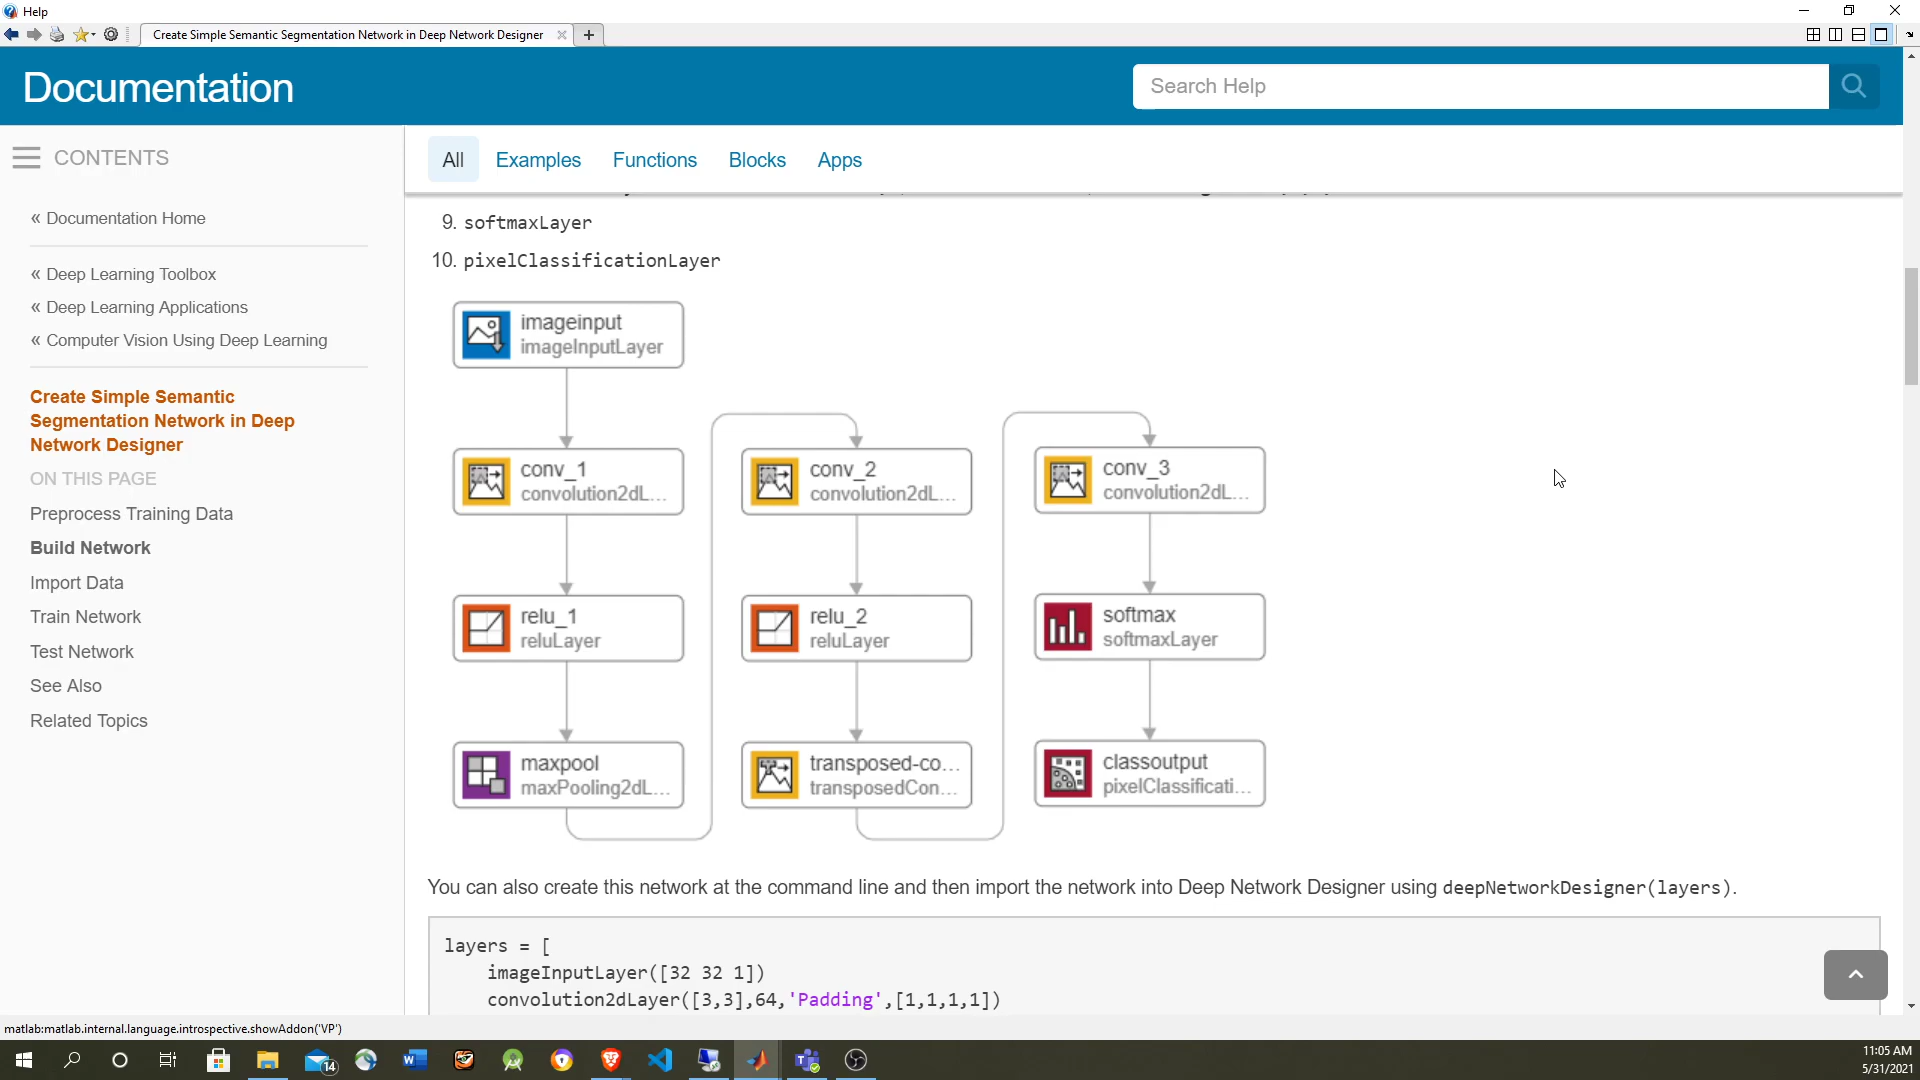 Help
Create Simple Semantic Segmentation Network in Deep Network Designer
Documentation
Search Help
CONTENTS
All Examples Functions Blocks Apps
« Documentation Home
« Deep Learning Toolbox
« Deep Learning Applications
« Computer Vision Using Deep Learning
Create Simple Semantic
Segmentation Network in Deep
Network Designer
ON THIS PAGE
Preprocess Training Data
Build Network
Import Data
Train Network
Test Network
See Also
Related Topics
9. softmaxLayer
10. pixelClassificationLayer
imageinput
imageInputLayer
conv_1
convolution2dL...
relu_1
reluLayer
maxpool
maxPooling2dL...
conv_2
convolution2dL...
relu_2
reluLayer
transposed-co...
transposedCon...
conv_3
convolution2dL...
softmax
softmaxLayer
classoutput
pixelClassificati...
You can also create this network at the command line and then import the network into Deep Network Designer using deepNetworkDesigner(layers).
layers = [
imageInputLayer([32 32 1])
convolution2dLayer([3,3],64,'Padding',[1,1,1,1])
matlab:matlab.internal.language.introspective.showAddon('VP')
14
11:05 AM
5/31/2021